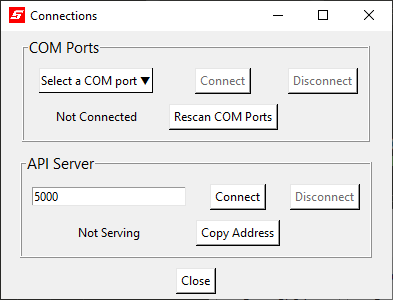 Connections
COM Ports
Select a COM port ▼ Connect Disconnect
Not Connected Rescan COM Ports
API Server
5000 Connect Disconnect
Not Serving Copy Address
Close